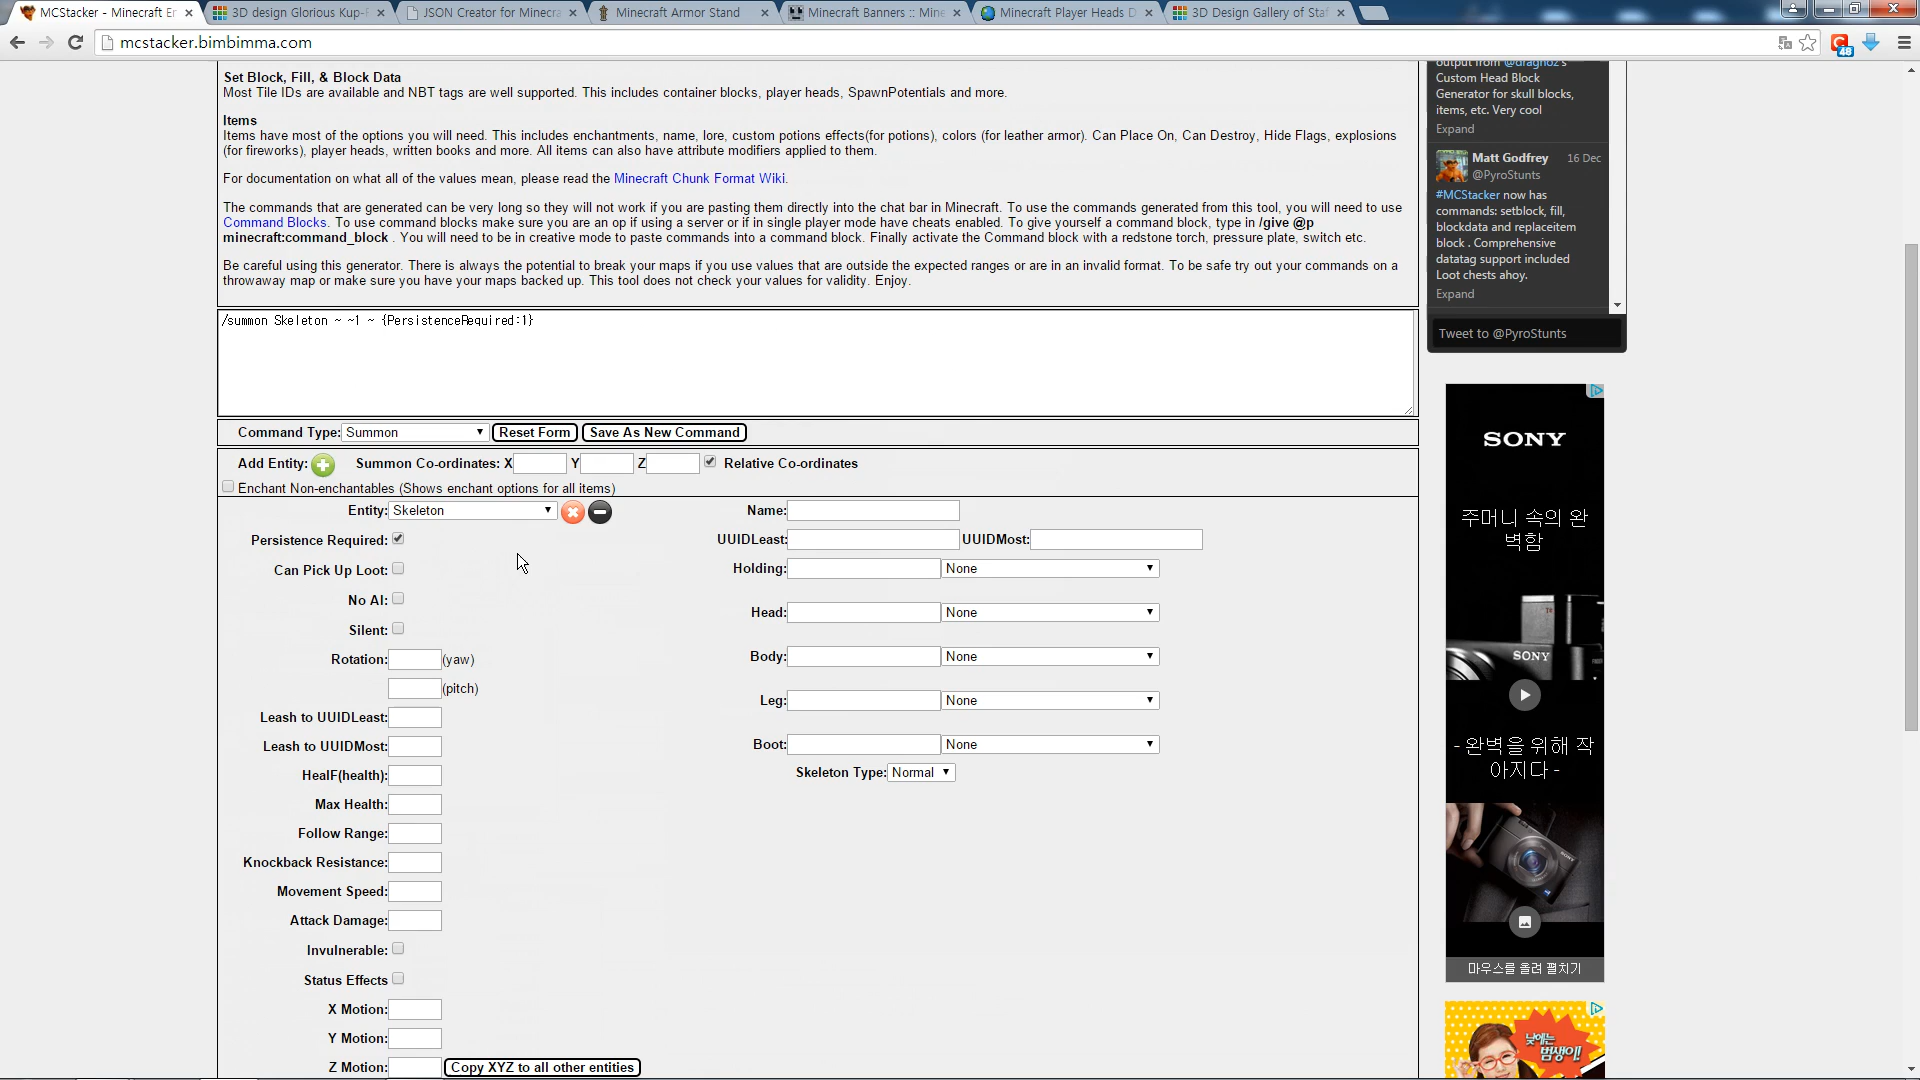 MCStacker - Minecraft Er
3D design Glorious Kup-F
JSON Creator for Minecra
Minecraft Armor Stand
Minecraft Banners :: Mine
Minecraft Player Heads D
3D Design Gallery of Staf
mcstacker.bimbimma.com
48
Set Block, Fill, & Block Data
Most Tile IDs are available and NBT tags are well supported. This includes container blocks, player heads, SpawnPotentials and more.
Items
Items have most of the options you will need. This includes enchantments, name, lore, custom potions effects(for potions), colors (for leather armor). Can Place On, Can Destroy, Hide Flags, explosions
(for fireworks), player heads, written books and more. All items can also have attribute modifiers applied to them.
For documentation on what all of the values mean, please read the Minecraft Chunk Format Wiki.
The commands that are generated can be very long so they will not work if you are pasting them directly into the chat bar in Minecraft. To use the commands generated from this tool, you will need to use
Command Blocks. To use command blocks make sure you are an op if using a server or if in single player mode have cheats enabled. To give yourself a command block, type in /give @p
minecraft:command_block . You will need to be in creative mode to paste commands into a command block. Finally activate the Command block with a redstone torch, pressure plate, switch etc.
Be careful using this generator. There is always the potential to break your maps if you use values that are outside the expected ranges or are in an invalid format. To be safe try out your commands on a
throwaway map or make sure you have your maps backed up. This tool does not check your values for validity. Enjoy.
/summon Skeleton ~ ~1 ~ {PersistenceRequired:1}
Command Type: Summon Reset Form Save As New Command
Add Entity: Summon Co-ordinates: X Y Z Relative Co-ordinates
Enchant Non-enchantables (Shows enchant options for all items)
Entity: Skeleton
Persistence Required:
Can Pick Up Loot:
No AI:
Silent:
Rotation: (yaw)
(pitch)
Leash to UUIDLeast:
Leash to UUIDMost:
HealF(health):
Max Health:
Follow Range:
Knockback Resistance:
Movement Speed:
Attack Damage:
Invulnerable:
Status Effects
X Motion:
Y Motion:
Z Motion: Copy XYZ to all other entities
Name:
UUIDLeast: UUIDMost:
Holding: None
Head: None
Body: None
Leg: None
Boot: None
Skeleton Type: Normal
output from @dragnoz's
Custom Head Block
Generator for skull blocks,
items, etc. Very cool
Expand
Matt Godfrey 16 Dec
@PyroStunts
#MCStacker now has
commands: setblock, fill,
blockdata and replaceitem
block . Comprehensive
datatag support included
Loot chests ahoy.
Expand
Tweet to @PyroStunts
SONY
주머니 속의 완
벽함
SONY
- 완벽을 위해 작
아지다 -
마우스를 올려 펼치기
낮에는
범생이!